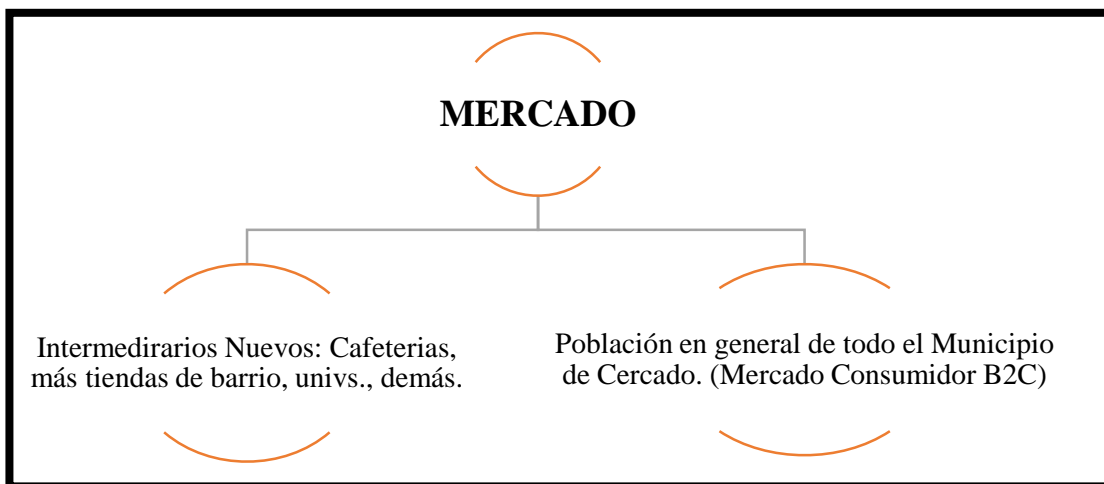 MERCADO
Intermedirarios Nuevos: Cafeterias,
más tiendas de barrio, univs., demás.
Población en general de todo el Municipio
de Cercado. (Mercado Consumidor B2C)